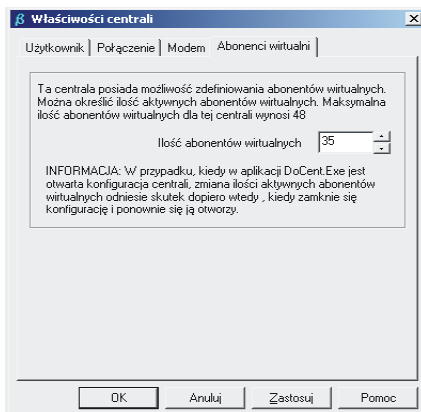 Właściwości centrali
Użytkownik Połączenie Modem Abonenci wirtualni
Ta centrala posiada możliwość zdefiniowania abonentów wirtualnych.
Można określić ilość aktywnych abonentów wirtualnych. Maksymalna
ilość abonentów wirtualnych dla tej centrali wynosi 48
Ilość abonentów wirtualnych 35
INFORMACJA: W przypadku, kiedy w aplikacji DoCent.Exe jest
otwarta konfiguracja centrali, zmiana ilości aktywnych abonentów
wirtualnych odniesie skutek dopiero wtedy , kiedy zamknie się
konfigurację i ponownie się ją otworzy.
OK Anuluj Zastosuj Pomoc